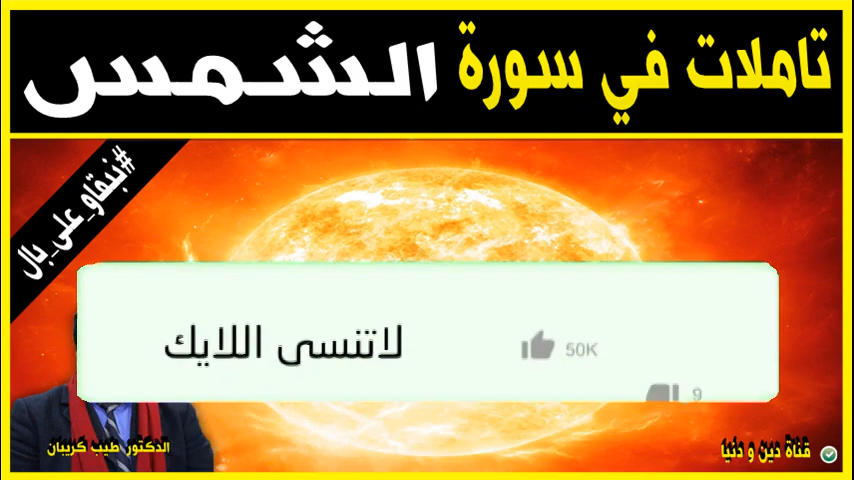 تاملات في سورة الشمس
#نبقاو_على_بال
لاتنسى اللايك
50K
9
الدكتور طيب كريبان
قناة دين و دنيا